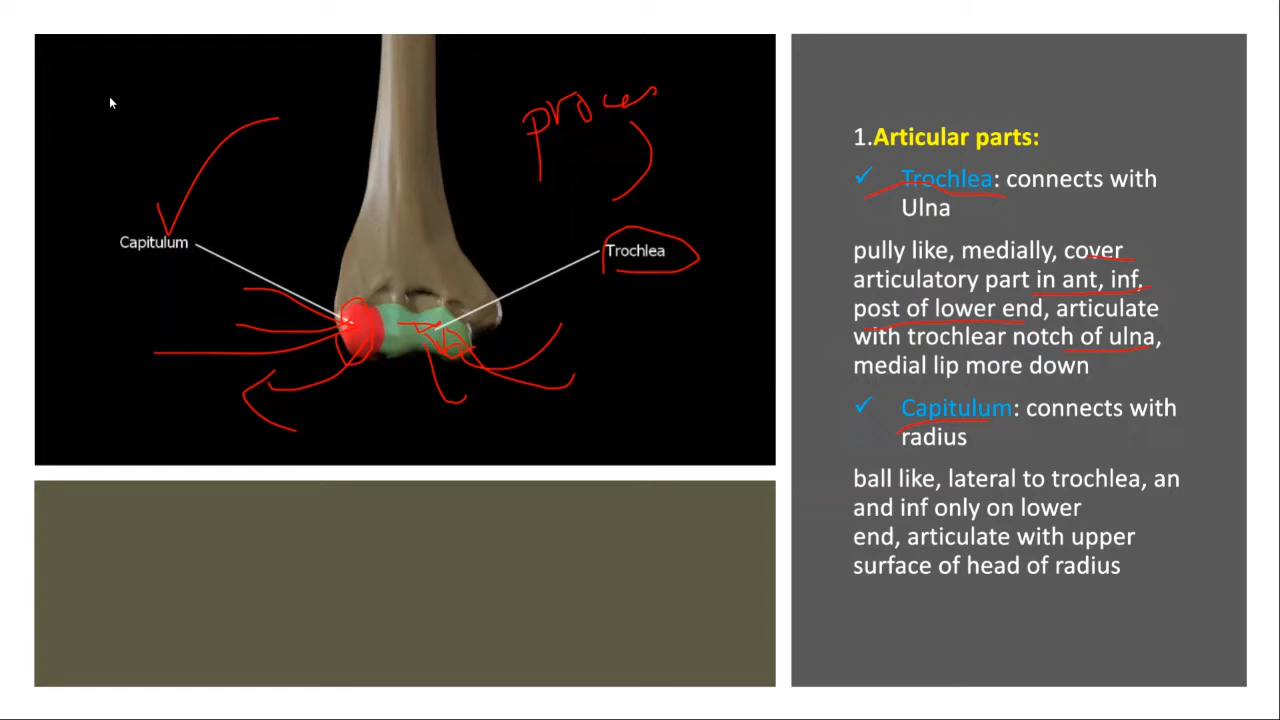 proces
Capitulum
Trochlea
1.Articular parts:
✓ Trochlea: connects with
Ulna
pully like, medially, cover
articulatory part in ant, inf,
post of lower end, articulate
with trochlear notch of ulna,
medial lip more down
✓ Capitulum: connects with
radius
ball like, lateral to trochlea, an
and inf only on lower
end, articulate with upper
surface of head of radius